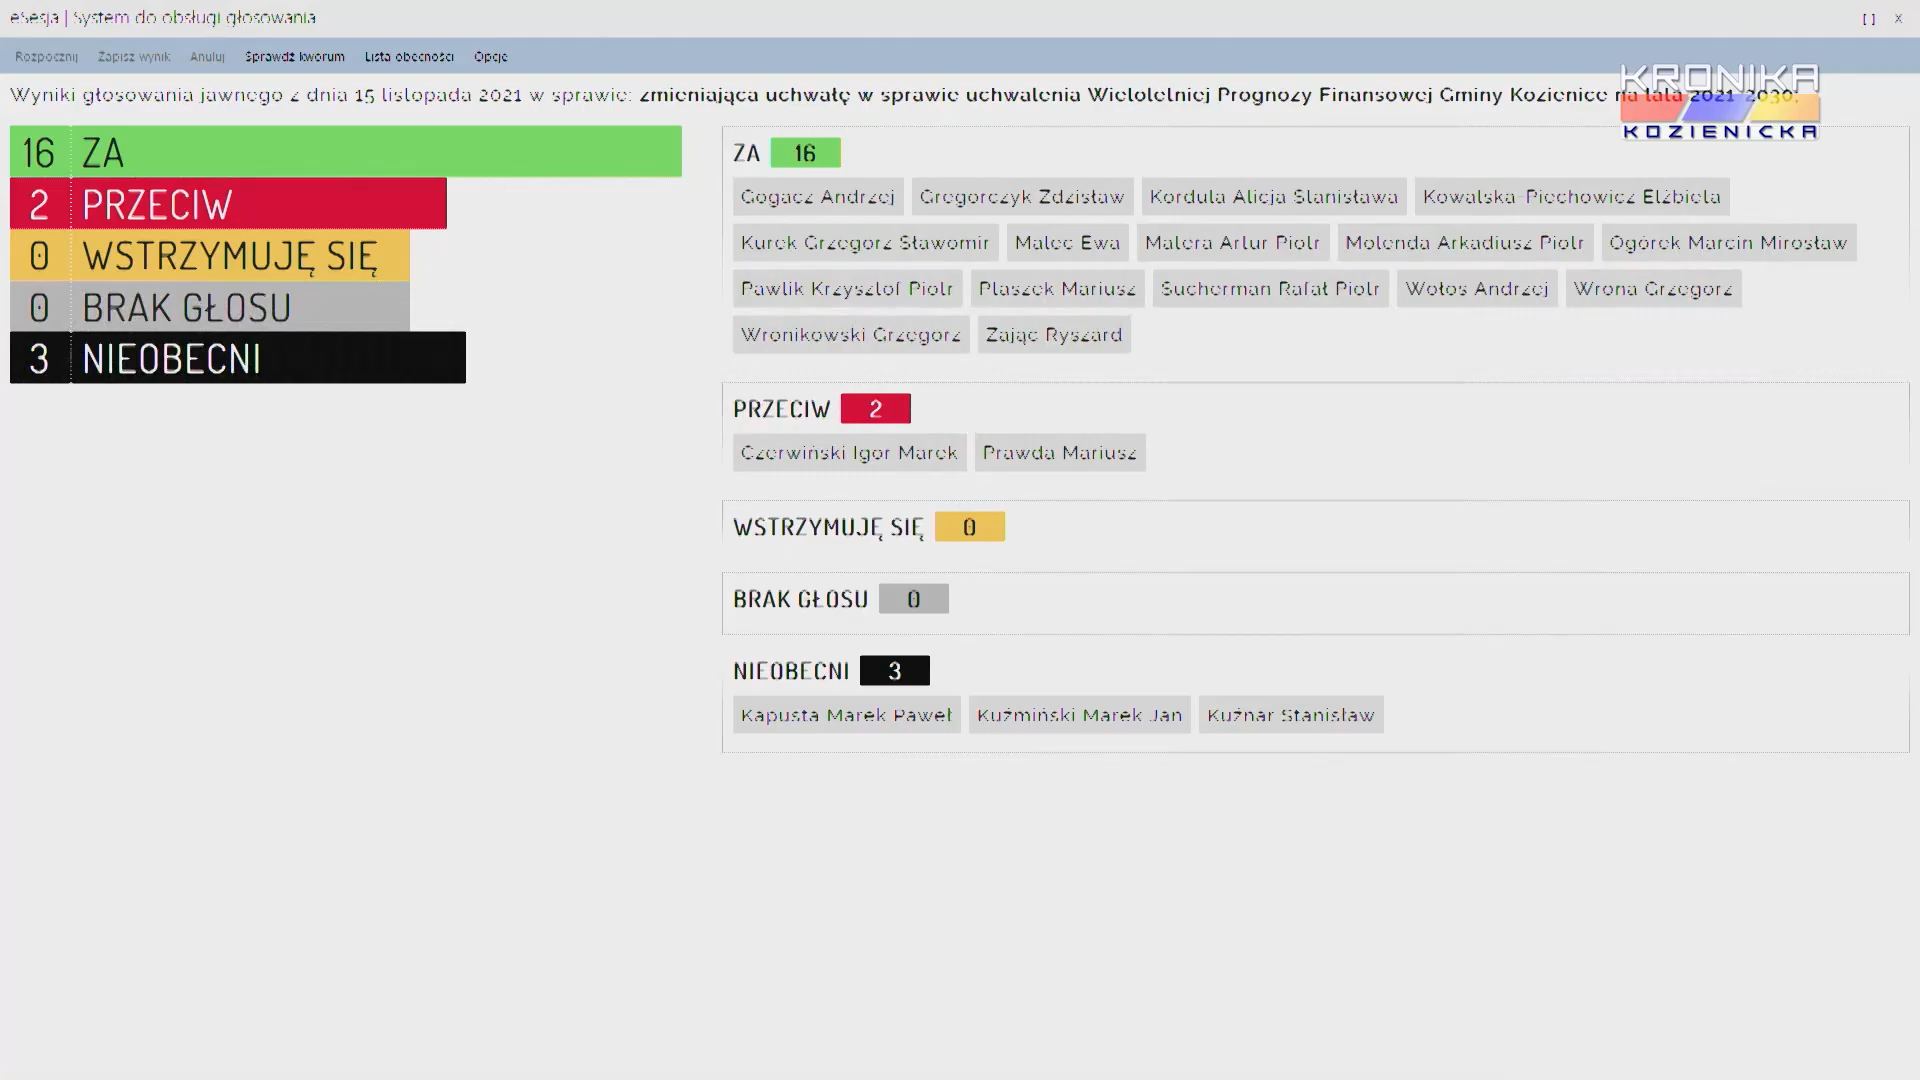 eSesja | System do obsługi głosowania
[ ] X
Rozpocznij Zapisz wynik Anuluj Sprawdź kworum Lista obecności Opcje
Wyniki głosowania jawnego z dnia 15 listopada 2021 w sprawie: zmieniająca uchwałę w sprawie uchwalenia Wieloletniej Prognozy Finansowej Gminy Kozienice na lata 2021-2030.
KRONIKA
KOZIENICKA
16 ZA
2 PRZECIW
0 WSTRZYMUJĘ SIĘ
0 BRAK GŁOSU
3 NIEOBECNI
ZA 16
Gogacz Andrzej Gregorczyk Zdzisław Kordula Alicja Stanisława Kowalska-Piechowicz Elżbieta
Kurek Grzegorz Sławomir Malec Ewa Matera Artur Piotr Molenda Arkadiusz Piotr Ogórek Marcin Mirosław
Pawlik Krzysztof Piotr Ptaszek Mariusz Sucherman Rafał Piotr Wołos Andrzej Wrona Grzegorz
Wronikowski Grzegorz Zając Ryszard
PRZECIW 2
Czerwiński Igor Marek Prawda Mariusz
WSTRZYMUJĘ SIĘ 0
BRAK GŁOSU 0
NIEOBECNI 3
Kapusta Marek Paweł Kuźmiński Marek Jan Kuźnar Stanisław